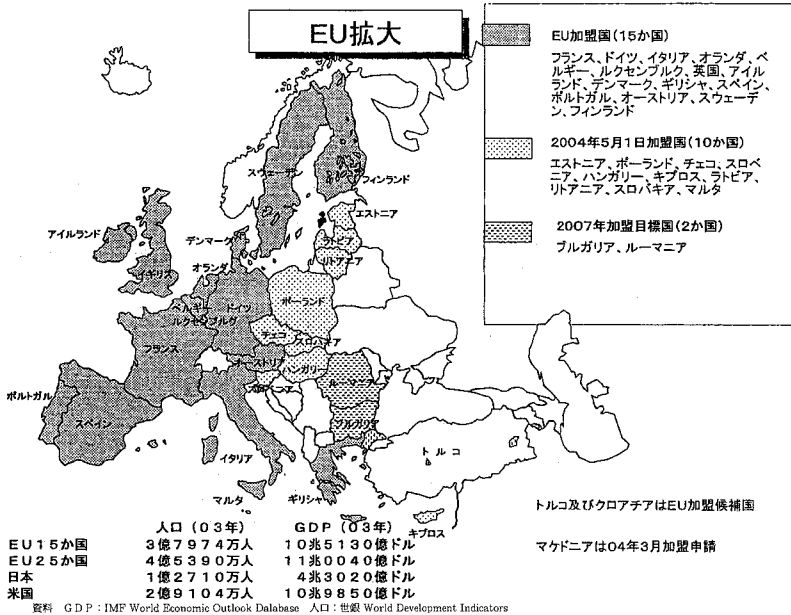 EU拡大
EU加盟国(15か国)
フランス、ドイツ、イタリア、オランダ、ベ
ルギー、ルクセンブルク、英国、アイル
ランド、デンマーク、ギリシャ、スペイン、
ポルトガル、オーストリア、スウェーデ
ン、フィンランド
2004年5月1日加盟国(10か国)
エストニア、ポーランド、チェコ、スロベ
ニア、ハンガリー、キプロス、ラトビア、
リトアニア、スロバキア、マルタ
2007年加盟目標国(2か国)
ブルガリア、ルーマニア
スウェーデン
フィンランド
エストニア
アイルランド
デンマーク
ラトビア
リトアニア
イギリス
オランダ
ベルギー
ドイツ
ポーランド
ルクセンブルグ
チェコ
スロバキア
フランス
オーストリア
ハンガリー
スロベニア
ルーマニア
ポルトガル
スペイン
ブルガリア
イタリア
トルコ
マルタ
ギリシャ
キプロス
トルコ及びクロアチアはEU加盟候補国
マケドニアは04年3月加盟申請
人口(03年) GDP(03年)
EU15か国 3億7974万人 10兆5130億ドル
EU25か国 4億5390万人 11兆0040億ドル
日本 1億2710万人 4兆3020億ドル
米国 2億9104万人 10兆9850億ドル
資料 GDP:IMF World Economic Outlook Dalabase 人口:世銀 World Development Indicators